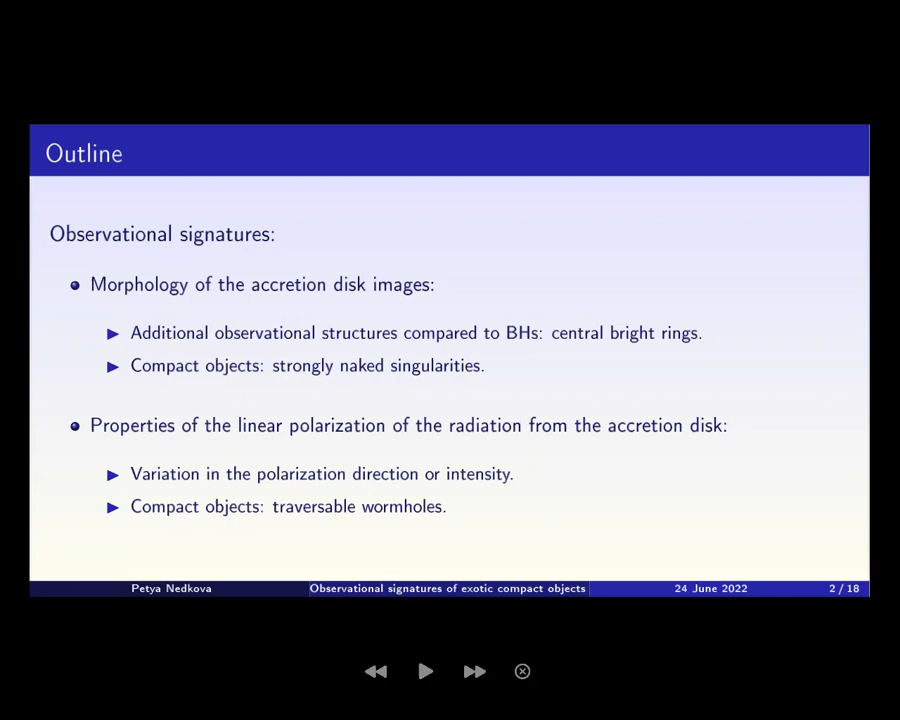 Outline
Observational signatures:
Morphology of the accretion disk images:
Additional observational structures compared to BHs: central bright rings.
Compact objects: strongly naked singularities.
Properties of the linear polarization of the radiation from the accretion disk:
Variation in the polarization direction or intensity.
Compact objects: traversable wormholes.
Petya Nedkova Observational signatures of exotic compact objects 24 June 2022 2 / 18